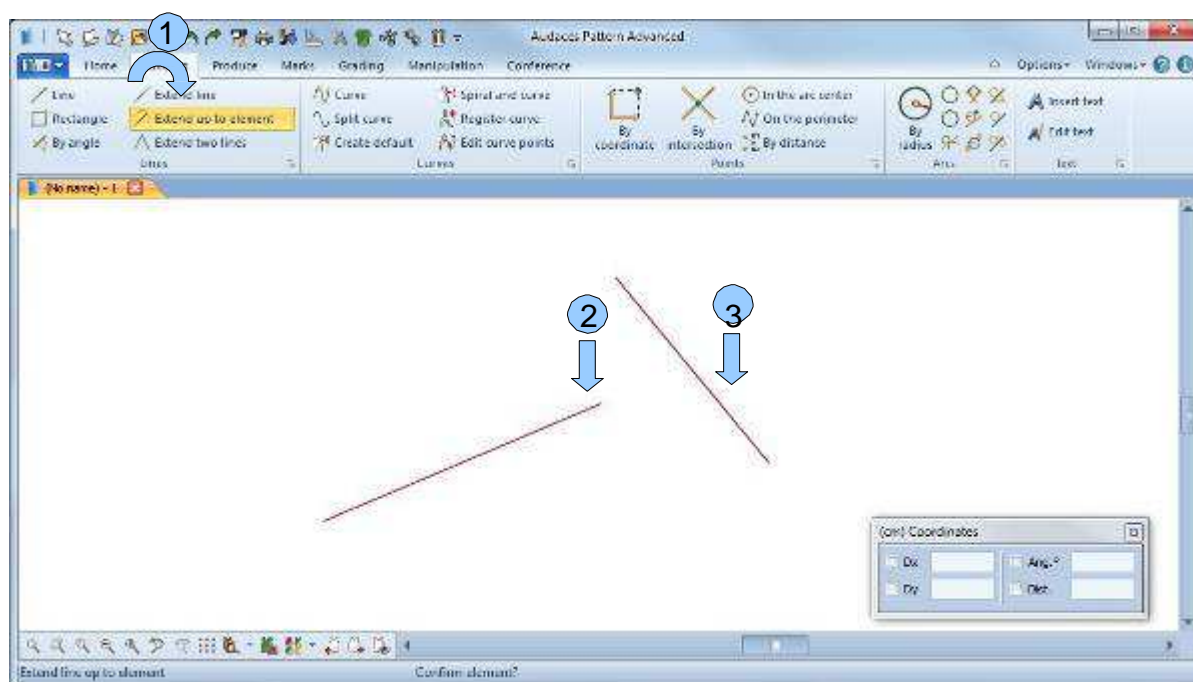 1
Audaces Pattern Advanced
Home Produce Marks Grading Manipulation Conference Options Windows
Line Extend line Curve Spiral and curve In the arc center Insert text
Rectangle Extend up to element Split curve Register curve By coordinate By intersection On the perimeter By radius Edit text
By angle Extend two lines Create default Edit curve points By distance
Lines Curves Points Arcs Text
(No name) - 1
2
3
(cm) Coordinates
Dx Ang.º
Dy Dist.
Extend line up to element Confirm element?